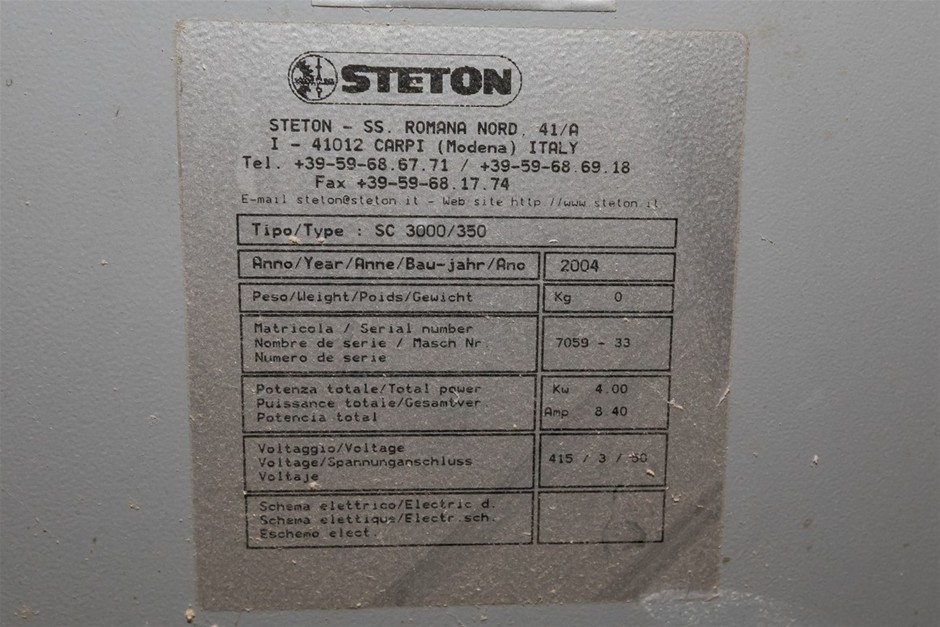 STETON
STETON - SS. ROMANA NORD, 41/A
I - 41012 CARPI (Modena) ITALY
Tel. +39-59-68.67.71 / +39-59-68.69.18
Fax +39-59-68.17.74
E-mail steton@steton.it - Web site http://www.steton.it
Tipo/Type : SC 3000/350
Anno/Year/Anne/Bau-jahr/Ano 2004
Peso/Weight/Poids/Gewicht Kg 0
Matricola / Serial number
Nombre de serie / Masch Nr.
Numero de serie
7059 - 33
Potenza totale/Total power
Puissance totale/Gesamtver.
Potencia total
Kw 4.00
Amp 8.40
Voltaggio/Voltage
Voltage/Spannunganschluss
Voltaje
415 / 3 / 50
Schema elettrico/Electric d.
Schema elettique/Electr.sch.
Eschemo elect.